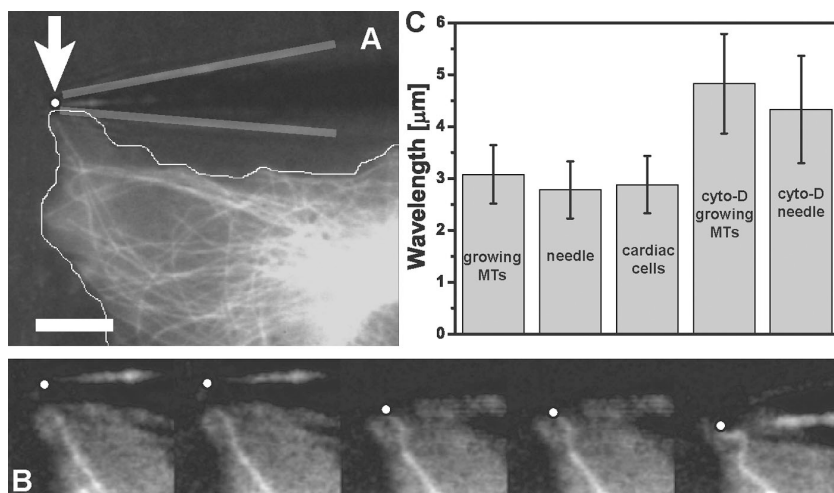 A
B
C
Wavelength [μm]
6
5
4
3
2
1
0
growing
MTs
needle
cardiac
cells
cyto-D
growing
MTs
cyto-D
needle